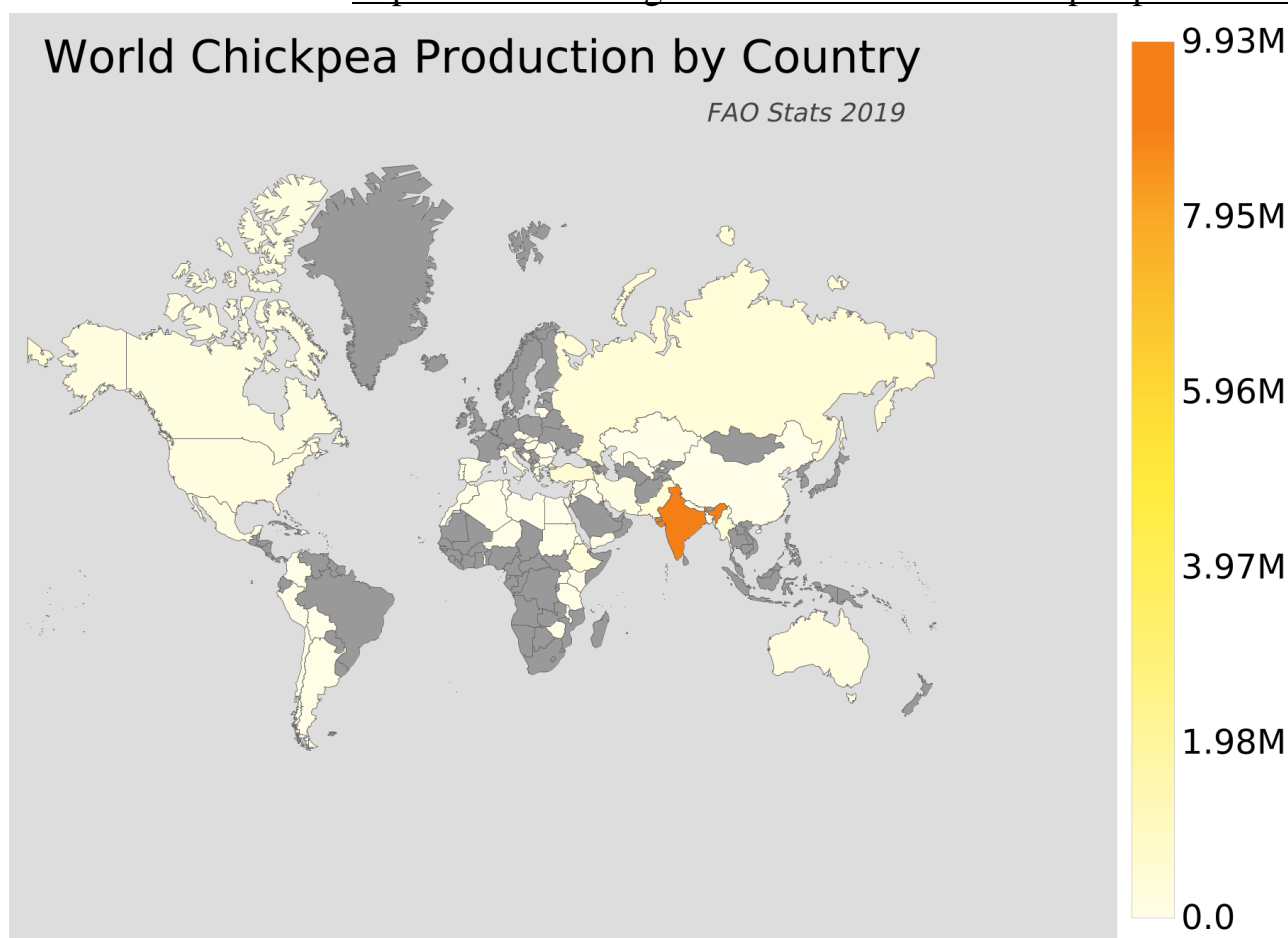 World Chickpea Production by Country
FAO Stats 2019
9.93M
7.95M
5.96M
3.97M
1.98M
0.0